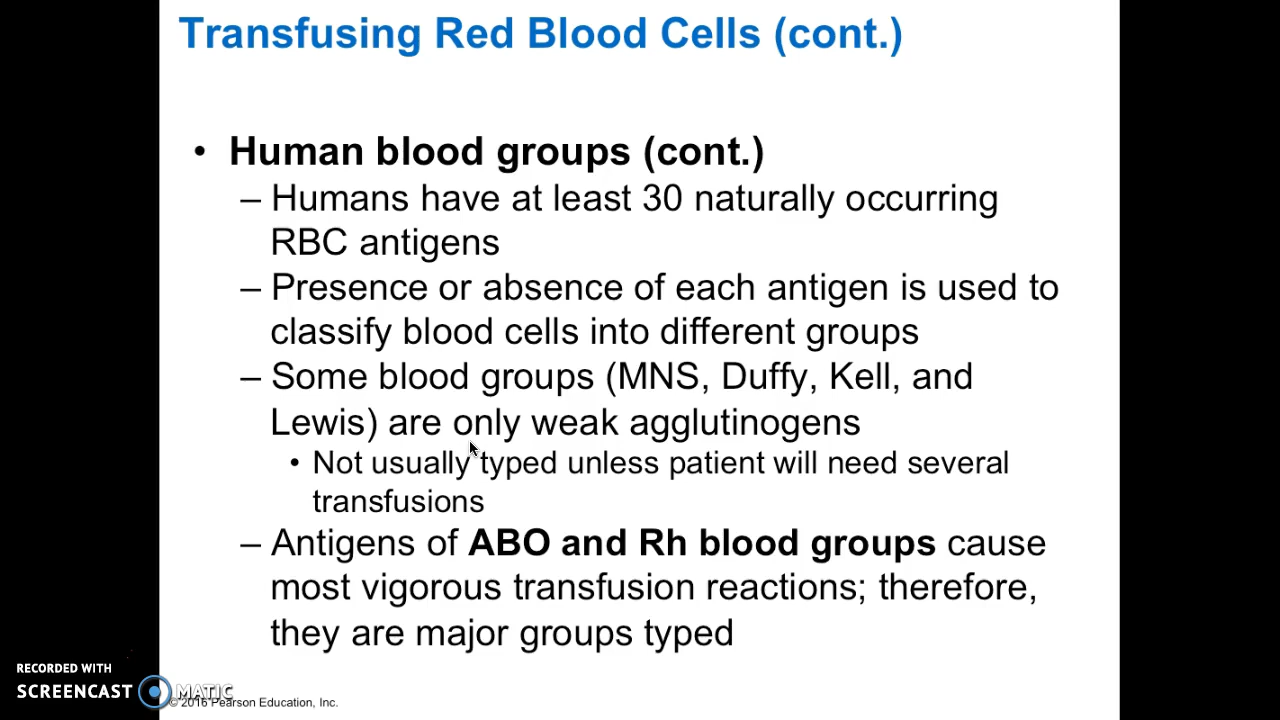 Transfusing Red Blood Cells (cont.)
• Human blood groups (cont.)
– Humans have at least 30 naturally occurring
RBC antigens
– Presence or absence of each antigen is used to
classify blood cells into different groups
– Some blood groups (MNS, Duffy, Kell, and
Lewis) are only weak agglutinogens
• Not usually typed unless patient will need several
transfusions
– Antigens of ABO and Rh blood groups cause
most vigorous transfusion reactions; therefore,
they are major groups typed
RECORDED WITH
SCREENCAST MATIC
© 2016 Pearson Education, Inc.